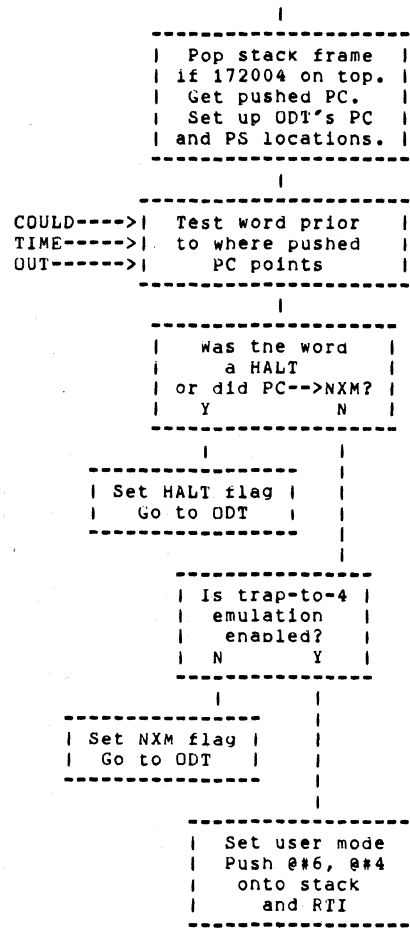 Pop stack frame
if 172004 on top.
Get pushed PC.
Set up ODT's PC
and PS locations.
COULD---->| Test word prior
TIME----->| to where pushed
OUT------>| PC points
Was tne word
a HALT
or did PC-->NXM?
Y N
Set HALT flag
Go to ODT
Is trap-to-4
emulation
enabled?
N Y
Set NXM flag
Go to ODT
Set user mode
Push @#6, @#4
onto stack
and RTI